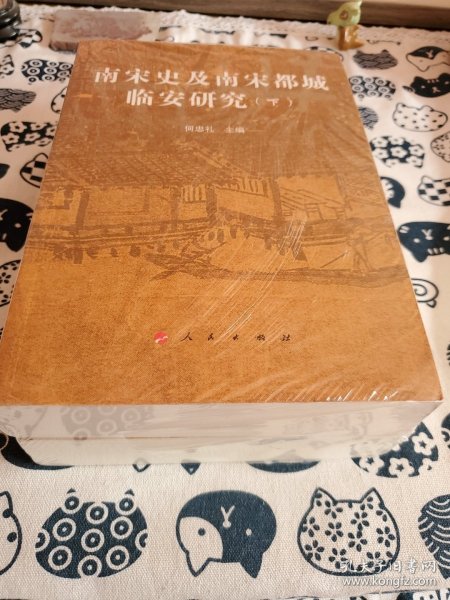 南宋史及南宋都城
临安研究（下）
何忠礼 主编
人民出版社
孔夫子旧书网
www.kongfz.com